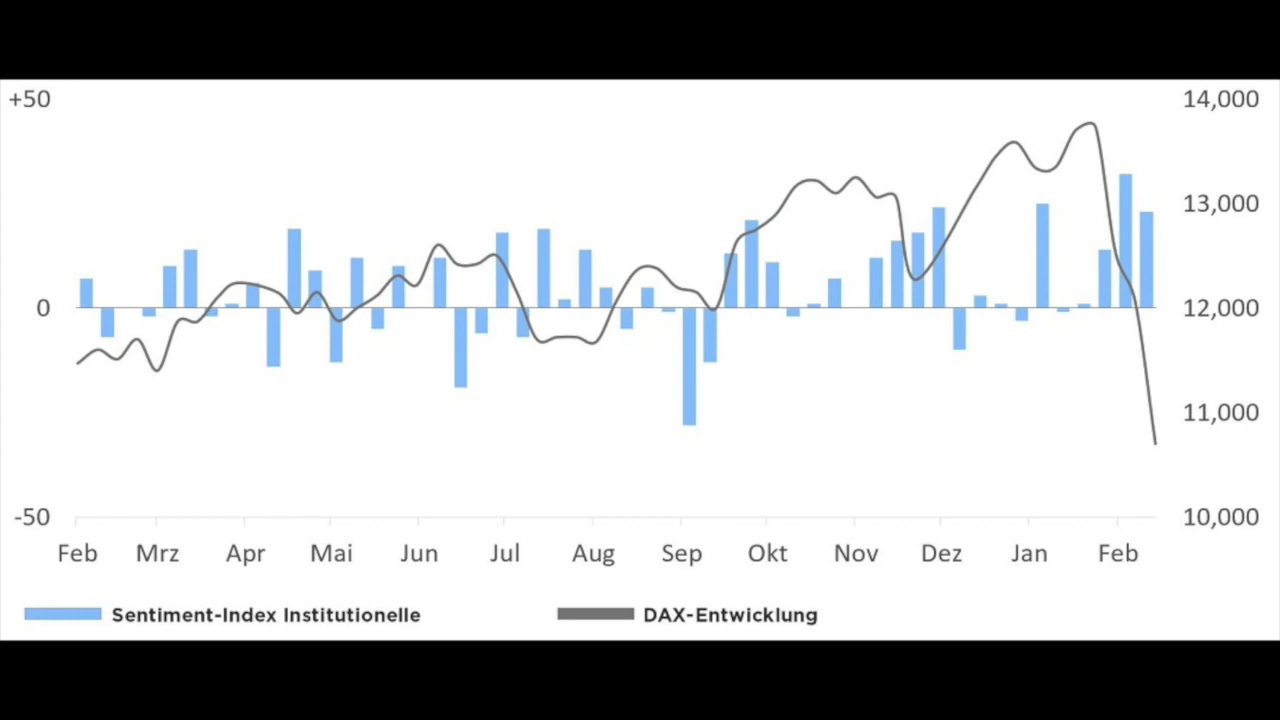 +50 14,000
13,000
0 12,000
11,000
-50 10,000
Feb Mrz Apr Mai Jun Jul Aug Sep Okt Nov Dez Jan Feb
Sentiment-Index Institutionelle DAX-Entwicklung